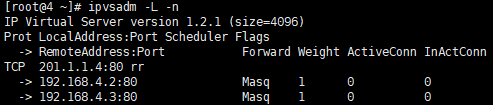 [root@4 ~]# ipvsadm -L -n
IP Virtual Server version 1.2.1 (size=4096)
Prot LocalAddress:Port Scheduler Flags
  -> RemoteAddress:Port           Forward Weight ActiveConn InActConn
TCP  201.1.1.4:80 rr
  -> 192.168.4.2:80               Masq    1      0          0
  -> 192.168.4.3:80               Masq    1      0          0